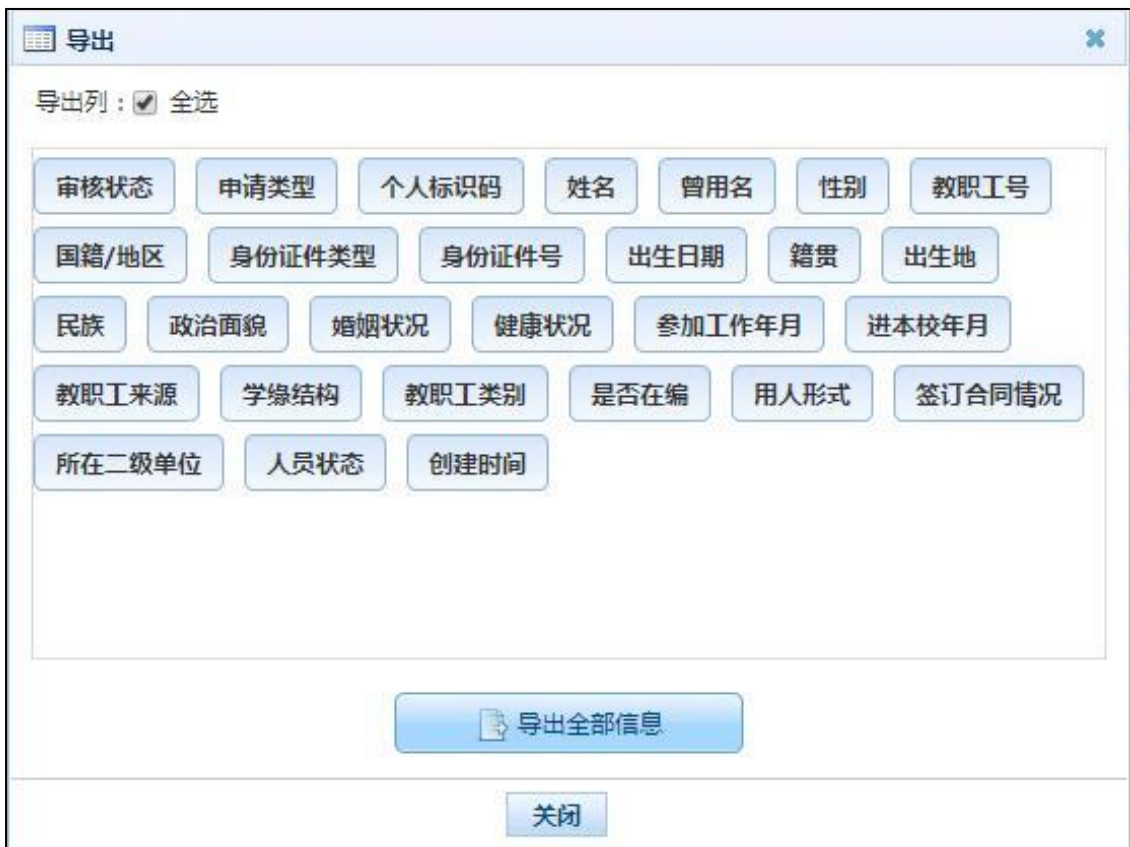 导出
导出列：全选
审核状态 申请类型 个人标识码 姓名 曾用名 性别 教职工号
国籍/地区 身份证件类型 身份证件号 出生日期 籍贯 出生地
民族 政治面貌 婚姻状况 健康状况 参加工作年月 进本校年月
教职工来源 学缘结构 教职工类别 是否在编 用人形式 签订合同情况
所在二级单位 人员状态 创建时间
导出全部信息
关闭